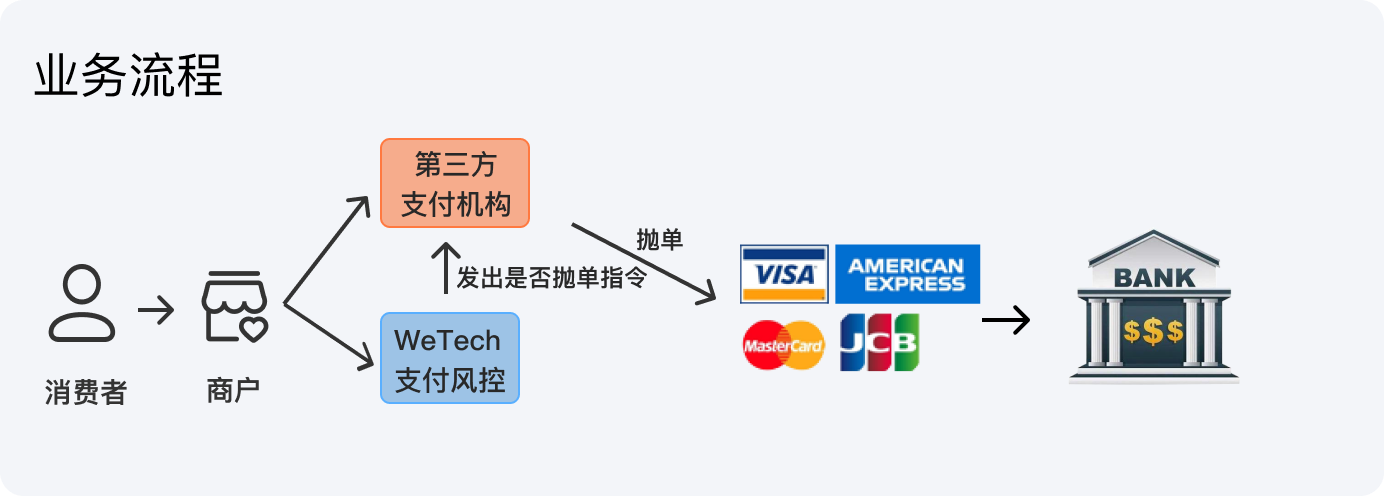 业务流程
第三方
支付机构
抛单
发出是否抛单指令
WeTech
支付风控
消费者
商户
VISA
AMERICAN
EXPRESS
MasterCard
JCB
BANK
$$$